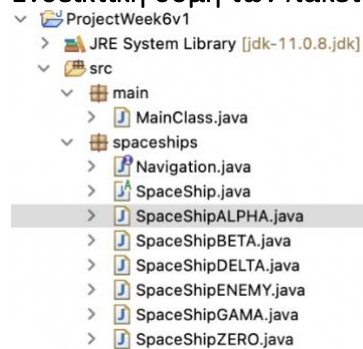 ProjectWeek6v1
JRE System Library [jdk-11.0.8.jdk]
src
main
MainClass.java
spaceships
Navigation.java
SpaceShip.java
SpaceShipALPHA.java
SpaceShipBETA.java
SpaceShipDELTA.java
SpaceShipENEMY.java
SpaceShipGAMA.java
SpaceShipZERO.java